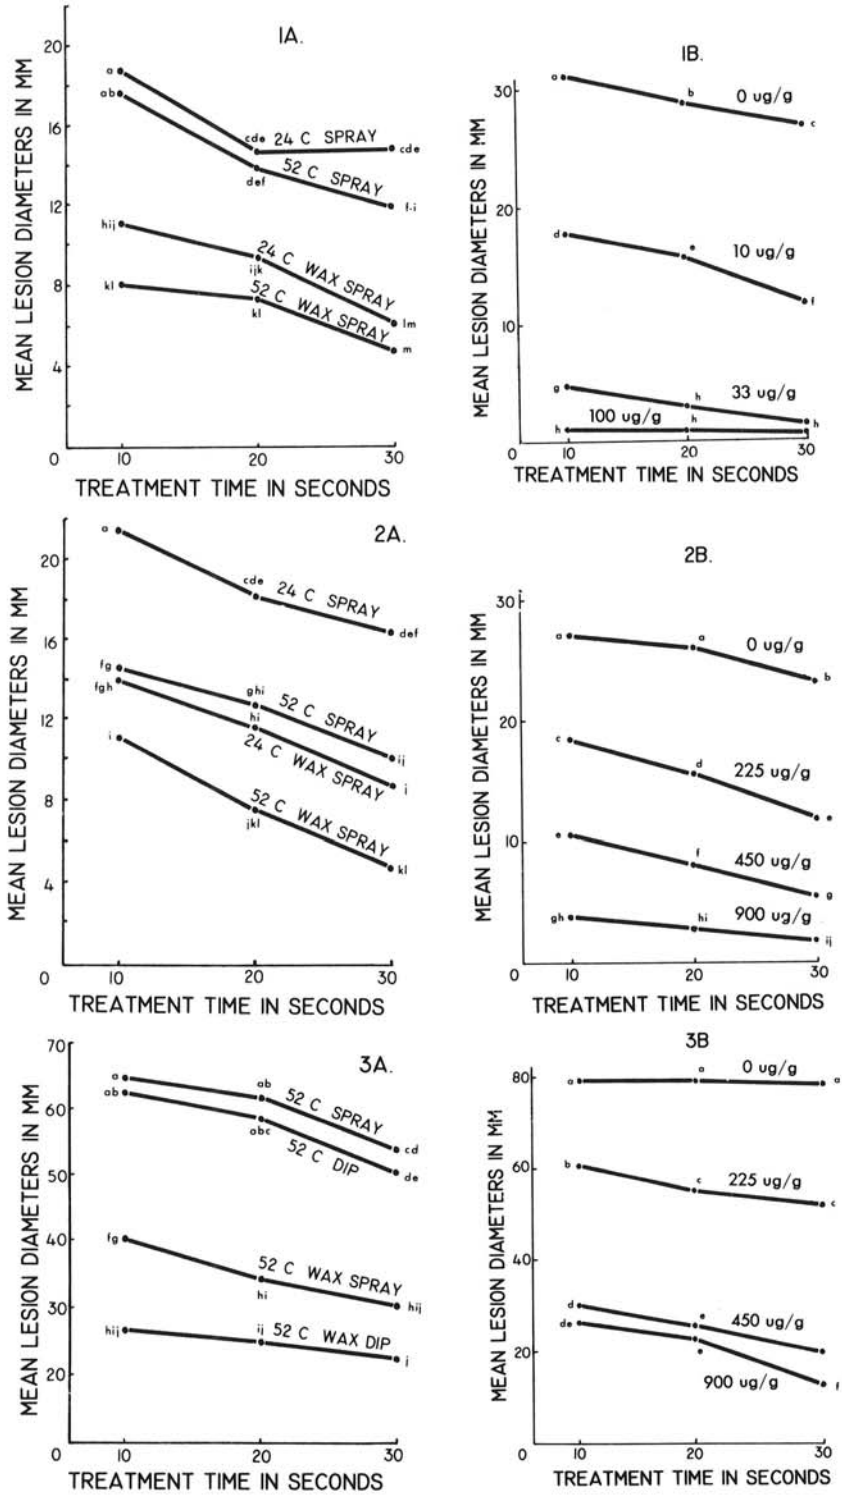 1A.
MEAN LESION DIAMETERS IN MM
20
16
12
8
4
0
a
ab
cde
24 C SPRAY
cde
52 C SPRAY
def
f-i
hij
24 C WAX SPRAY
ijk
kl
52 C WAX SPRAY
kl
lm
m
10 20 30
TREATMENT TIME IN SECONDS
1B.
MEAN LESION DIAMETERS IN MM
30
20
10
0
a
b
0 ug/g
c
d
e
10 ug/g
f
g
h
33 ug/g
h
100 ug/g
h
h
10 20 30
TREATMENT TIME IN SECONDS
2A.
MEAN LESION DIAMETERS IN MM
20
16
12
8
4
0
a
cde
24 C SPRAY
def
fg
ghi
52 C SPRAY
ij
fgh
hi
24 C WAX SPRAY
j
i
52 C WAX SPRAY
jkl
kl
10 20 30
TREATMENT TIME IN SECONDS
2B.
MEAN LESION DIAMETERS IN MM
30
20
10
0
a
a
0 ug/g
b
c
d
225 ug/g
e
e
f
450 ug/g
g
gh
hi
900 ug/g
ij
10 20 30
TREATMENT TIME IN SECONDS
3A.
MEAN LESION DIAMETERS IN MM
70
60
50
40
30
20
0
a
ab
52 C SPRAY
cd
ab
abc
52 C DIP
de
fg
52 C WAX SPRAY
hi
hij
hij
ij
52 C WAX DIP
j
10 20 30
TREATMENT TIME IN SECONDS
3B
MEAN LESION DIAMETERS IN MM
80
60
40
20
0
a
a
0 ug/g
a
b
c
225 ug/g
c
d
e
450 ug/g
de
e
900 ug/g
f
10 20 30
TREATMENT TIME IN SECONDS